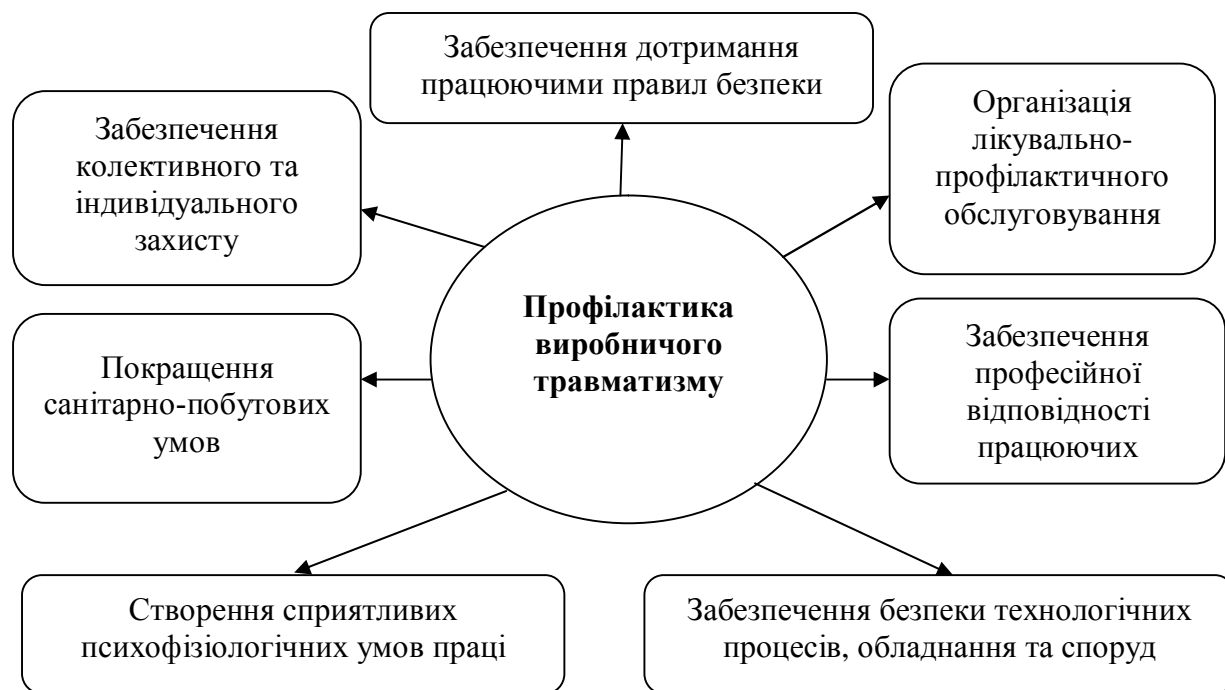 Забезпечення дотримання
працюючими правил безпеки
Забезпечення
колективного та
індивідуального
захисту
Організація
лікувально-
профілактичного
обслуговування
Профілактика
виробничого
травматизму
Покращення
санітарно-побутових
умов
Забезпечення
професійної
відповідності
працюючих
Створення сприятливих
психофізіологічних умов праці
Забезпечення безпеки технологічних
процесів, обладнання та споруд